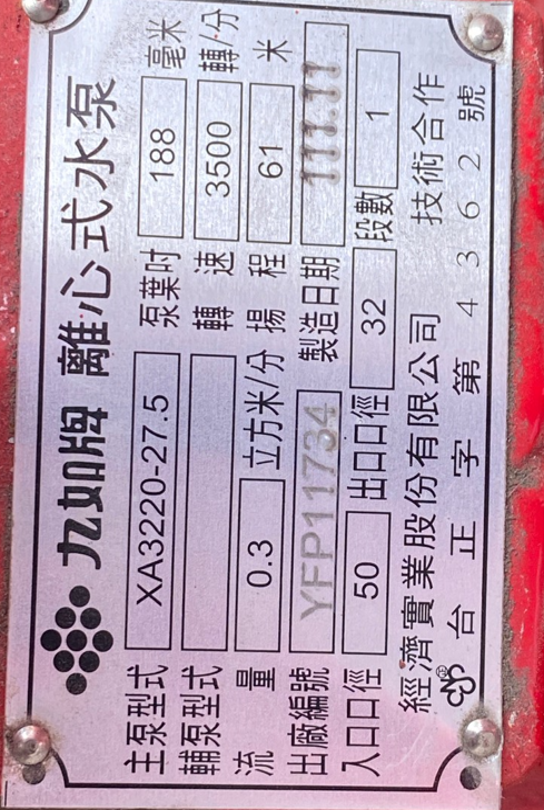 九如牌 離心式水泵
主泵型式 XA3220-27.5 泵葉吋 188 毫米
輔泵型式 轉速 3500 轉/分
流量 0.3 立方米/分 揚程 61 米
出廠編號 YFP11734 製造日期 111.11
入口口徑 50 出口口徑 32 段數 1
經濟實業股份有限公司 技術合作
台正字第4362號